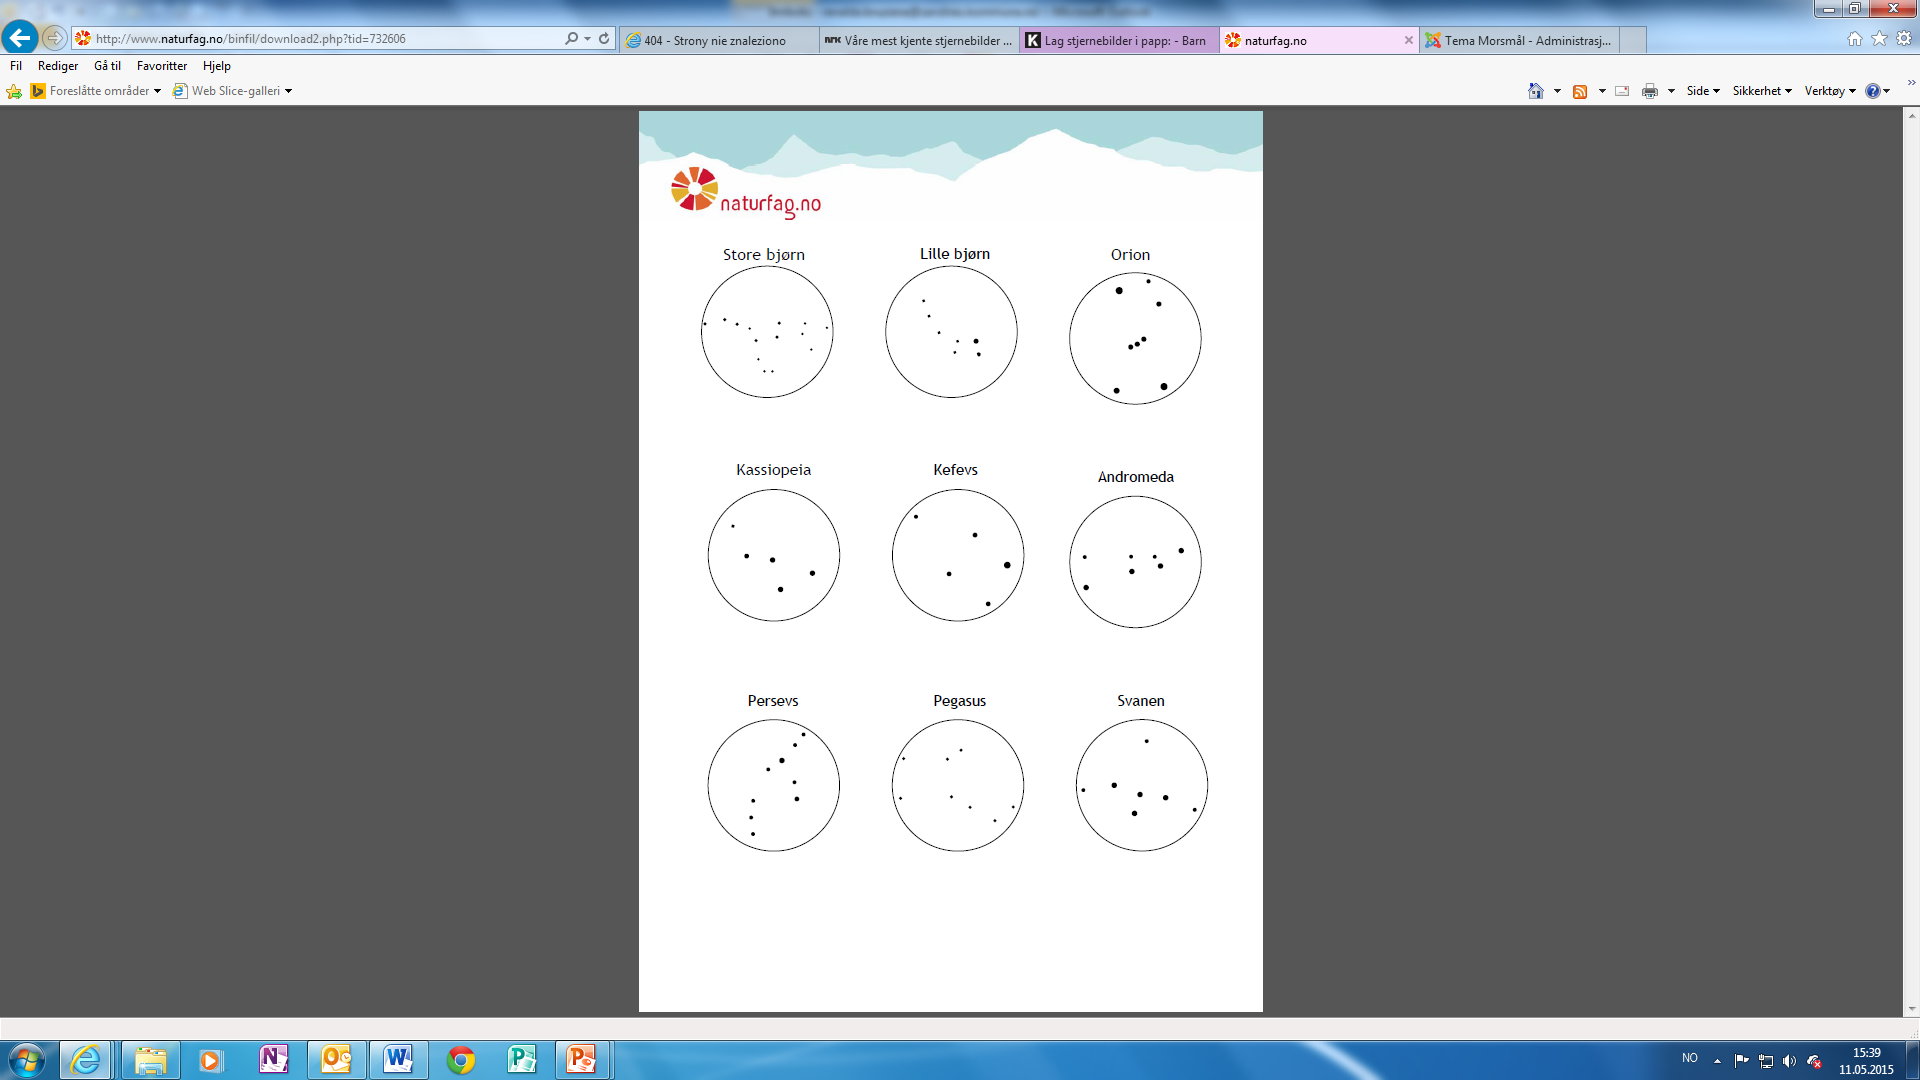 http://www.naturfag.no/binfil/download2.php?tid=732606
404 - Strony nie znaleziono
nrk Våre mest kjente stjernebilder ...
K Lag stjernebilder i papp: - Barn
naturfag.no
Tema Morsmål - Administrasj...
Fil Rediger Gå til Favoritter Hjelp
Foreslåtte områder Web Slice-galleri
Side Sikkerhet Verktøy
naturfag.no
Store bjørn Lille bjørn Orion
Kassiopeia Kefevs Andromeda
Persevs Pegasus Svanen
NO
15:39
11.05.2015